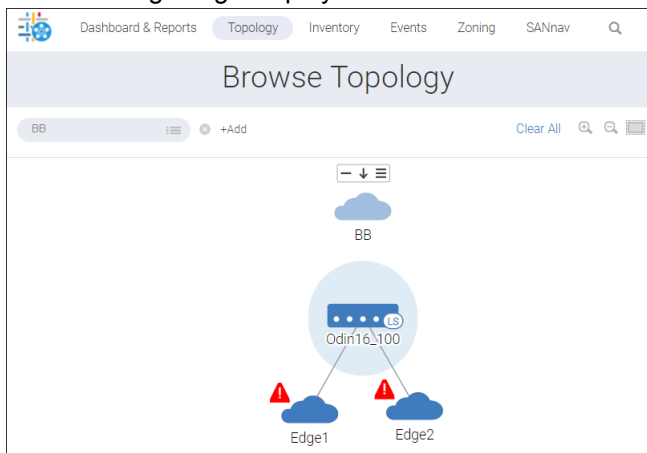 Dashboard & Reports Topology Inventory Events Zoning SANnav
Browse Topology
BB +Add Clear All
BB
LS
Odin16_100
Edge1 Edge2